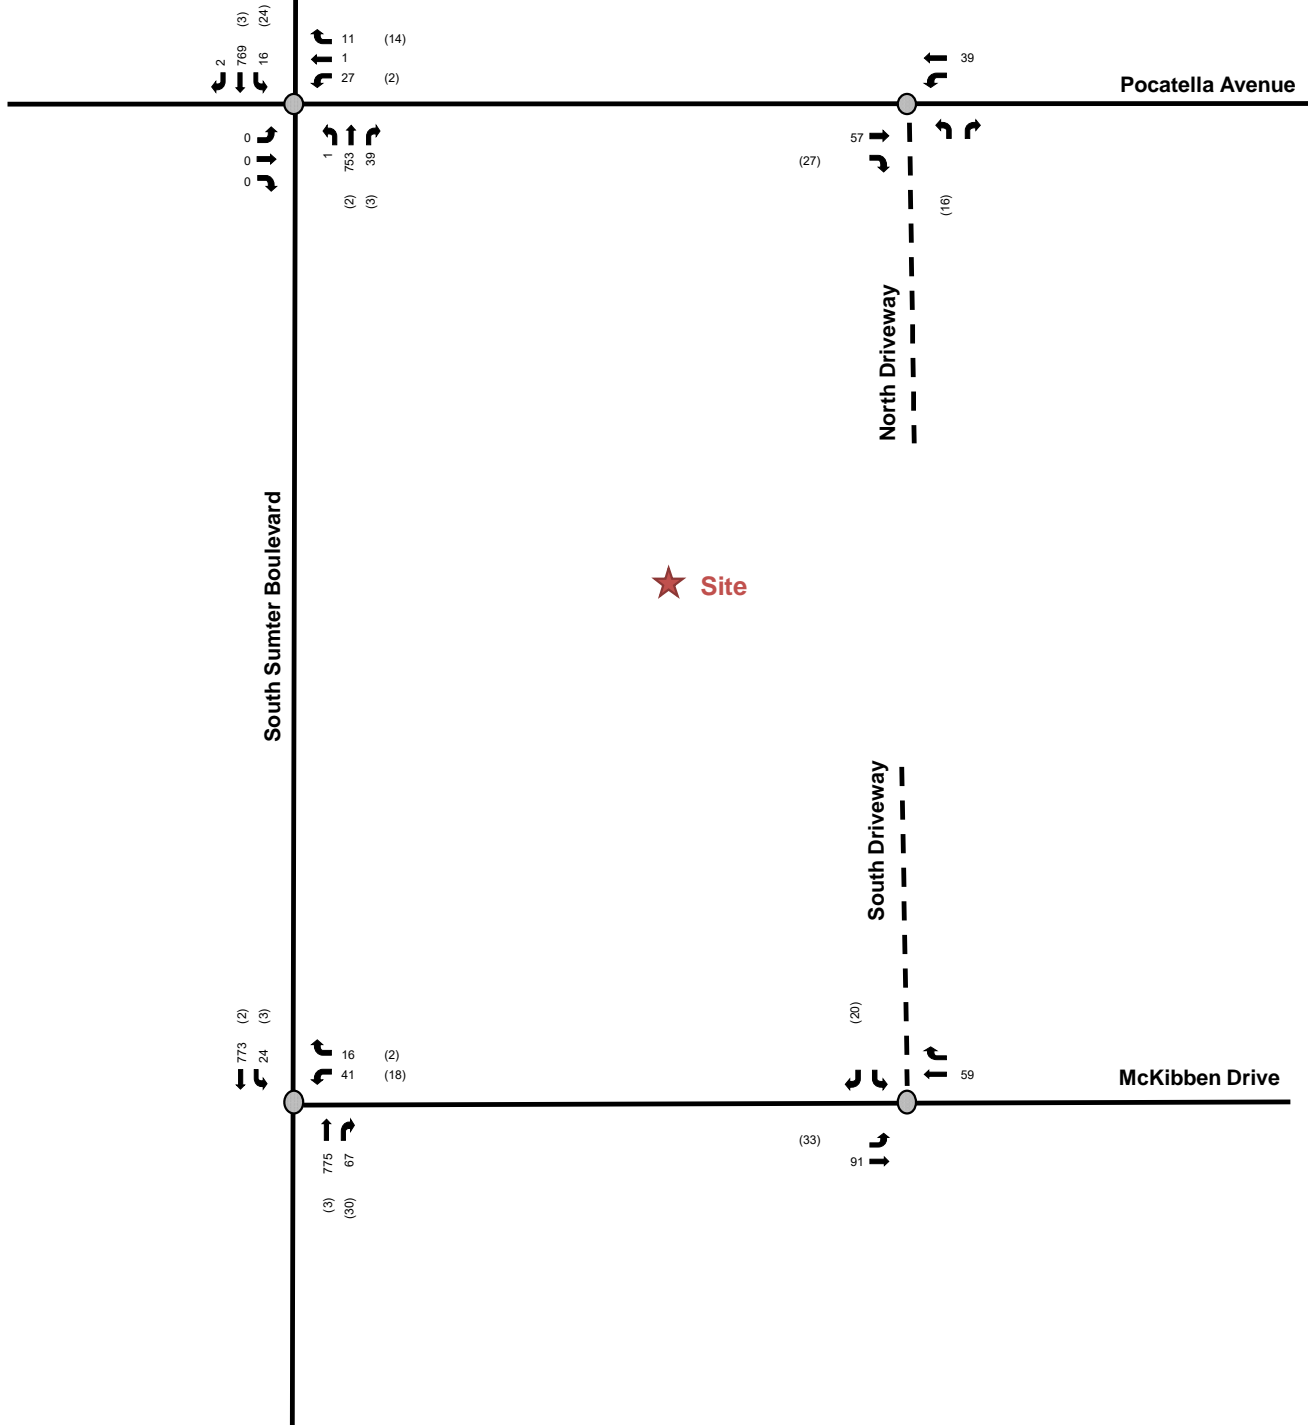 (3) (24)
2 769 16
11 (14)
1
27 (2)
39
Pocatella Avenue
0
0
0
1 753 39
(2) (3)
57
(27)
(16)
North Driveway
South Sumter Boulevard
Site
South Driveway
(2) (3)
773 24
16 (2)
41 (18)
(20)
59
McKibben Drive
775 67
(3) (30)
(33)
91